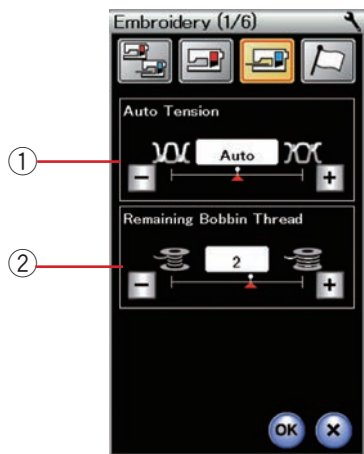 Embroidery (1/6)
Auto Tension
① Auto
− +
Remaining Bobbin Thread
② 2
− +
OK ×